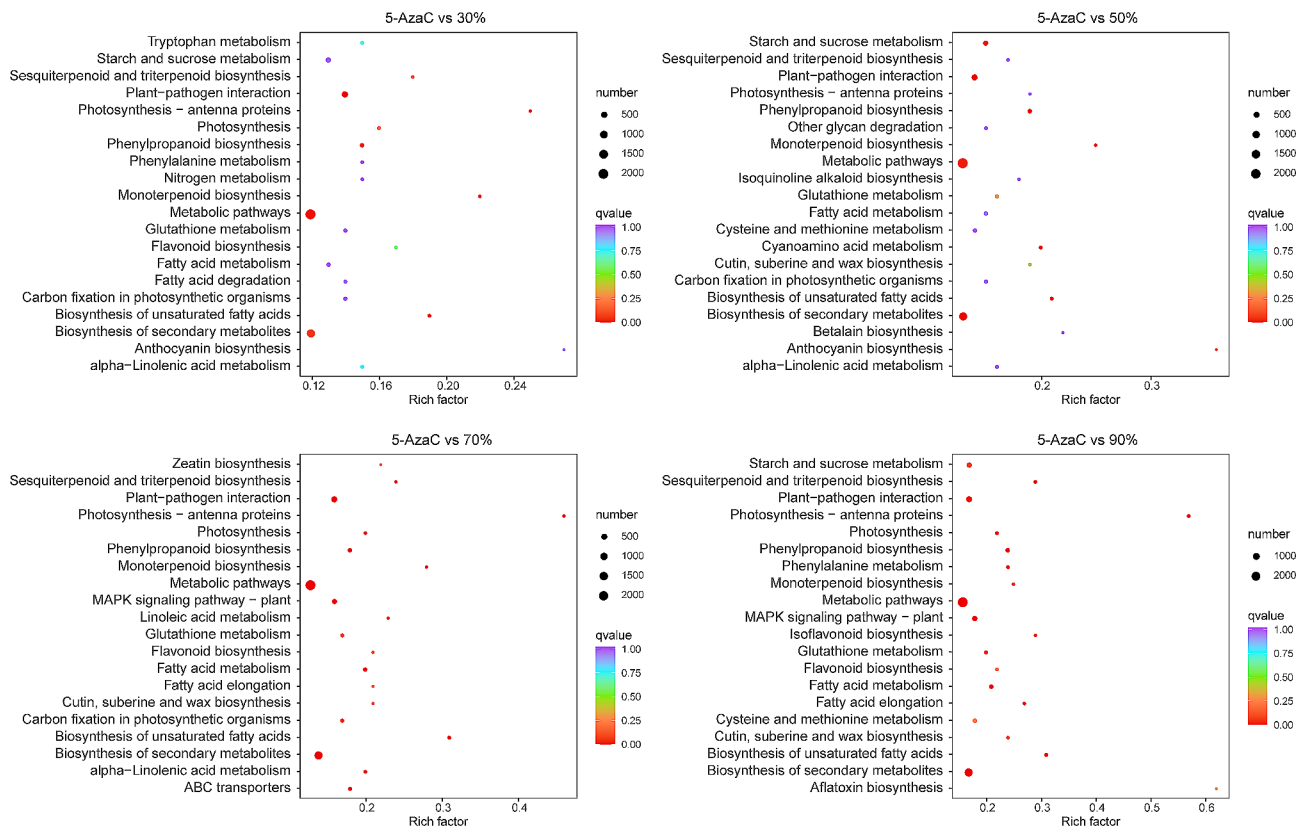 5-AzaC vs 30%
Tryptophan metabolism
Starch and sucrose metabolism
Sesquiterpenoid and triterpenoid biosynthesis
Plant−pathogen interaction
Photosynthesis − antenna proteins
Photosynthesis
Phenylpropanoid biosynthesis
Phenylalanine metabolism
Nitrogen metabolism
Monoterpenoid biosynthesis
Metabolic pathways
Glutathione metabolism
Flavonoid biosynthesis
Fatty acid metabolism
Fatty acid degradation
Carbon fixation in photosynthetic organisms
Biosynthesis of unsaturated fatty acids
Biosynthesis of secondary metabolites
Anthocyanin biosynthesis
alpha−Linolenic acid metabolism
0.12 0.16 0.20 0.24
Rich factor
number
500
1000
1500
2000
qvalue
1.00
0.75
0.50
0.25
0.00
5-AzaC vs 50%
Starch and sucrose metabolism
Sesquiterpenoid and triterpenoid biosynthesis
Plant−pathogen interaction
Photosynthesis − antenna proteins
Phenylpropanoid biosynthesis
Other glycan degradation
Monoterpenoid biosynthesis
Metabolic pathways
Isoquinoline alkaloid biosynthesis
Glutathione metabolism
Fatty acid metabolism
Cysteine and methionine metabolism
Cyanoamino acid metabolism
Cutin, suberine and wax biosynthesis
Carbon fixation in photosynthetic organisms
Biosynthesis of unsaturated fatty acids
Biosynthesis of secondary metabolites
Betalain biosynthesis
Anthocyanin biosynthesis
alpha−Linolenic acid metabolism
0.2 0.3
Rich factor
number
500
1000
1500
2000
qvalue
1.00
0.75
0.50
0.25
0.00
5-AzaC vs 70%
Zeatin biosynthesis
Sesquiterpenoid and triterpenoid biosynthesis
Plant−pathogen interaction
Photosynthesis − antenna proteins
Photosynthesis
Phenylpropanoid biosynthesis
Monoterpenoid biosynthesis
Metabolic pathways
MAPK signaling pathway − plant
Linoleic acid metabolism
Glutathione metabolism
Flavonoid biosynthesis
Fatty acid metabolism
Fatty acid elongation
Cutin, suberine and wax biosynthesis
Carbon fixation in photosynthetic organisms
Biosynthesis of unsaturated fatty acids
Biosynthesis of secondary metabolites
alpha−Linolenic acid metabolism
ABC transporters
0.2 0.3 0.4
Rich factor
number
500
1000
1500
2000
qvalue
1.00
0.75
0.50
0.25
0.00
5-AzaC vs 90%
Starch and sucrose metabolism
Sesquiterpenoid and triterpenoid biosynthesis
Plant−pathogen interaction
Photosynthesis − antenna proteins
Photosynthesis
Phenylpropanoid biosynthesis
Phenylalanine metabolism
Monoterpenoid biosynthesis
Metabolic pathways
MAPK signaling pathway − plant
Isoflavonoid biosynthesis
Glutathione metabolism
Flavonoid biosynthesis
Fatty acid metabolism
Fatty acid elongation
Cysteine and methionine metabolism
Cutin, suberine and wax biosynthesis
Biosynthesis of unsaturated fatty acids
Biosynthesis of secondary metabolites
Aflatoxin biosynthesis
0.2 0.3 0.4 0.5 0.6
Rich factor
number
1000
2000
qvalue
1.00
0.75
0.50
0.25
0.00